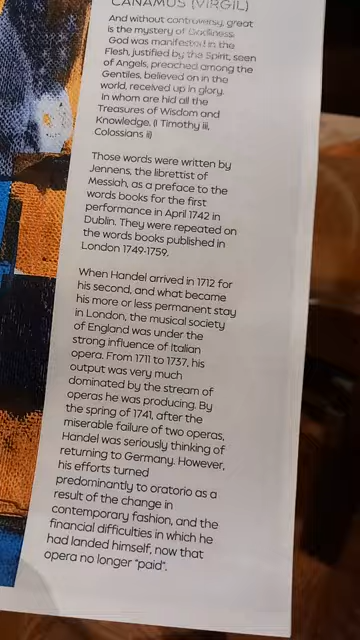 CANAMUS (VIRGIL)
And without controversy, great
is the mystery of Godliness:
God was manifested in the
Flesh, justified by the Spirit, seen
of Angels, preached among the
Gentiles, believed on in the
world, received up in glory.
In whom are hid all the
Treasures of Wisdom and
Knowledge. (I Timothy iii,
Colossians ii)
Those words were written by
Jennens, the librettist of
Messiah, as a preface to the
words books for the first
performance in April 1742 in
Dublin. They were repeated on
the words books published in
London 1749-1759.
When Handel arrived in 1712 for
his second, and what became
his more or less permanent stay
in London, the musical society
of England was under the
strong influence of Italian
opera. From 1711 to 1737, his
output was very much
dominated by the stream of
operas he was producing. By
the spring of 1741, after the
miserable failure of two operas,
Handel was seriously thinking of
returning to Germany. However,
his efforts turned
predominantly to oratorio as a
result of the change in
contemporary fashion, and the
financial difficulties in which he
had landed himself, now that
opera no longer "paid".